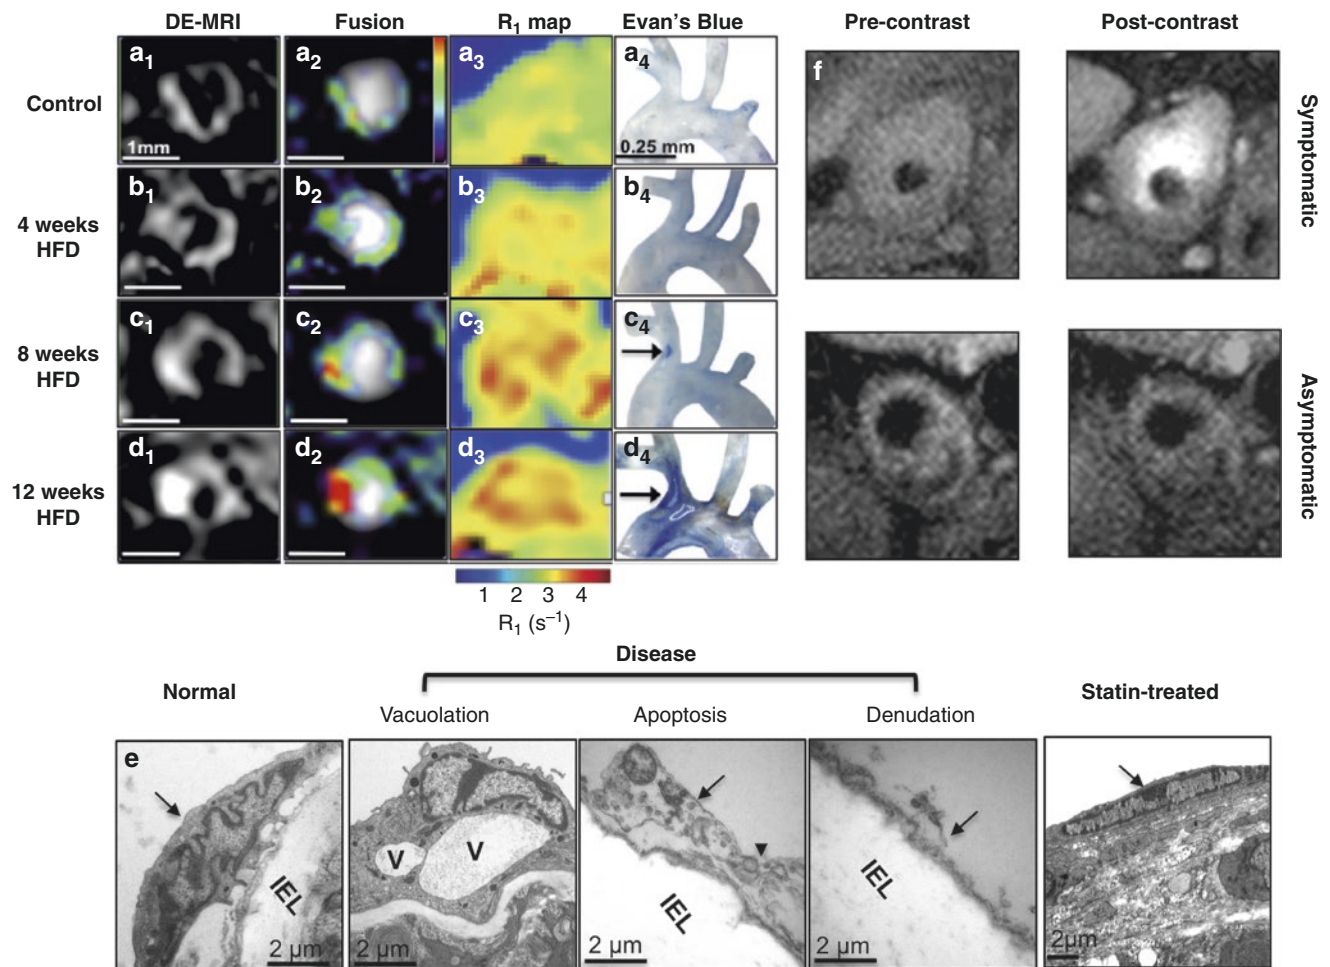 DE-MRI Fusion R₁ map Evan's Blue Pre-contrast Post-contrast
Control
a₁ a₂ a₃ a₄
1mm
0.25 mm
4 weeks
HFD
b₁ b₂ b₃ b₄
8 weeks
HFD
c₁ c₂ c₃ c₄
12 weeks
HFD
d₁ d₂ d₃ d₄
1 2 3 4
R₁ (s⁻¹)
f
Symptomatic
Asymptomatic
Disease
Normal
Vacuolation Apoptosis Denudation
Statin-treated
e
IEL
2 µm
V V
2 µm
IEL
2 µm
IEL
2 µm
2µm